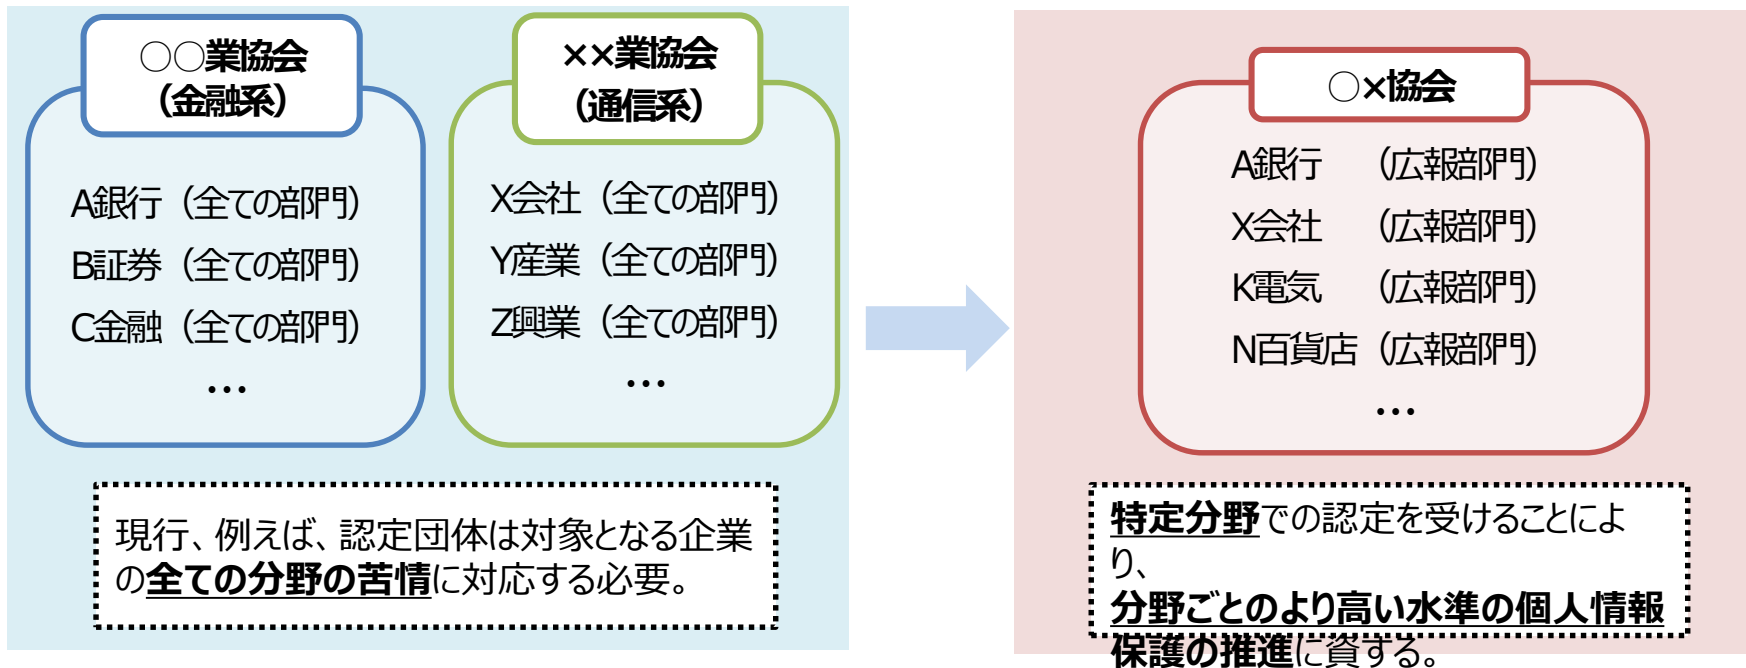 ○○業協会
（金融系）
A銀行（全ての部門）
B証券（全ての部門）
C金融（全ての部門）
…
××業協会
（通信系）
X会社（全ての部門）
Y産業（全ての部門）
Z興業（全ての部門）
…
現行、例えば、認定団体は対象となる企業
の全ての分野の苦情に対応する必要。
○×協会
A銀行　（広報部門）
X会社　（広報部門）
K電気　（広報部門）
N百貨店（広報部門）
…
特定分野での認定を受けることによ
り、
分野ごとのより高い水準の個人情報
保護の推進に資する。